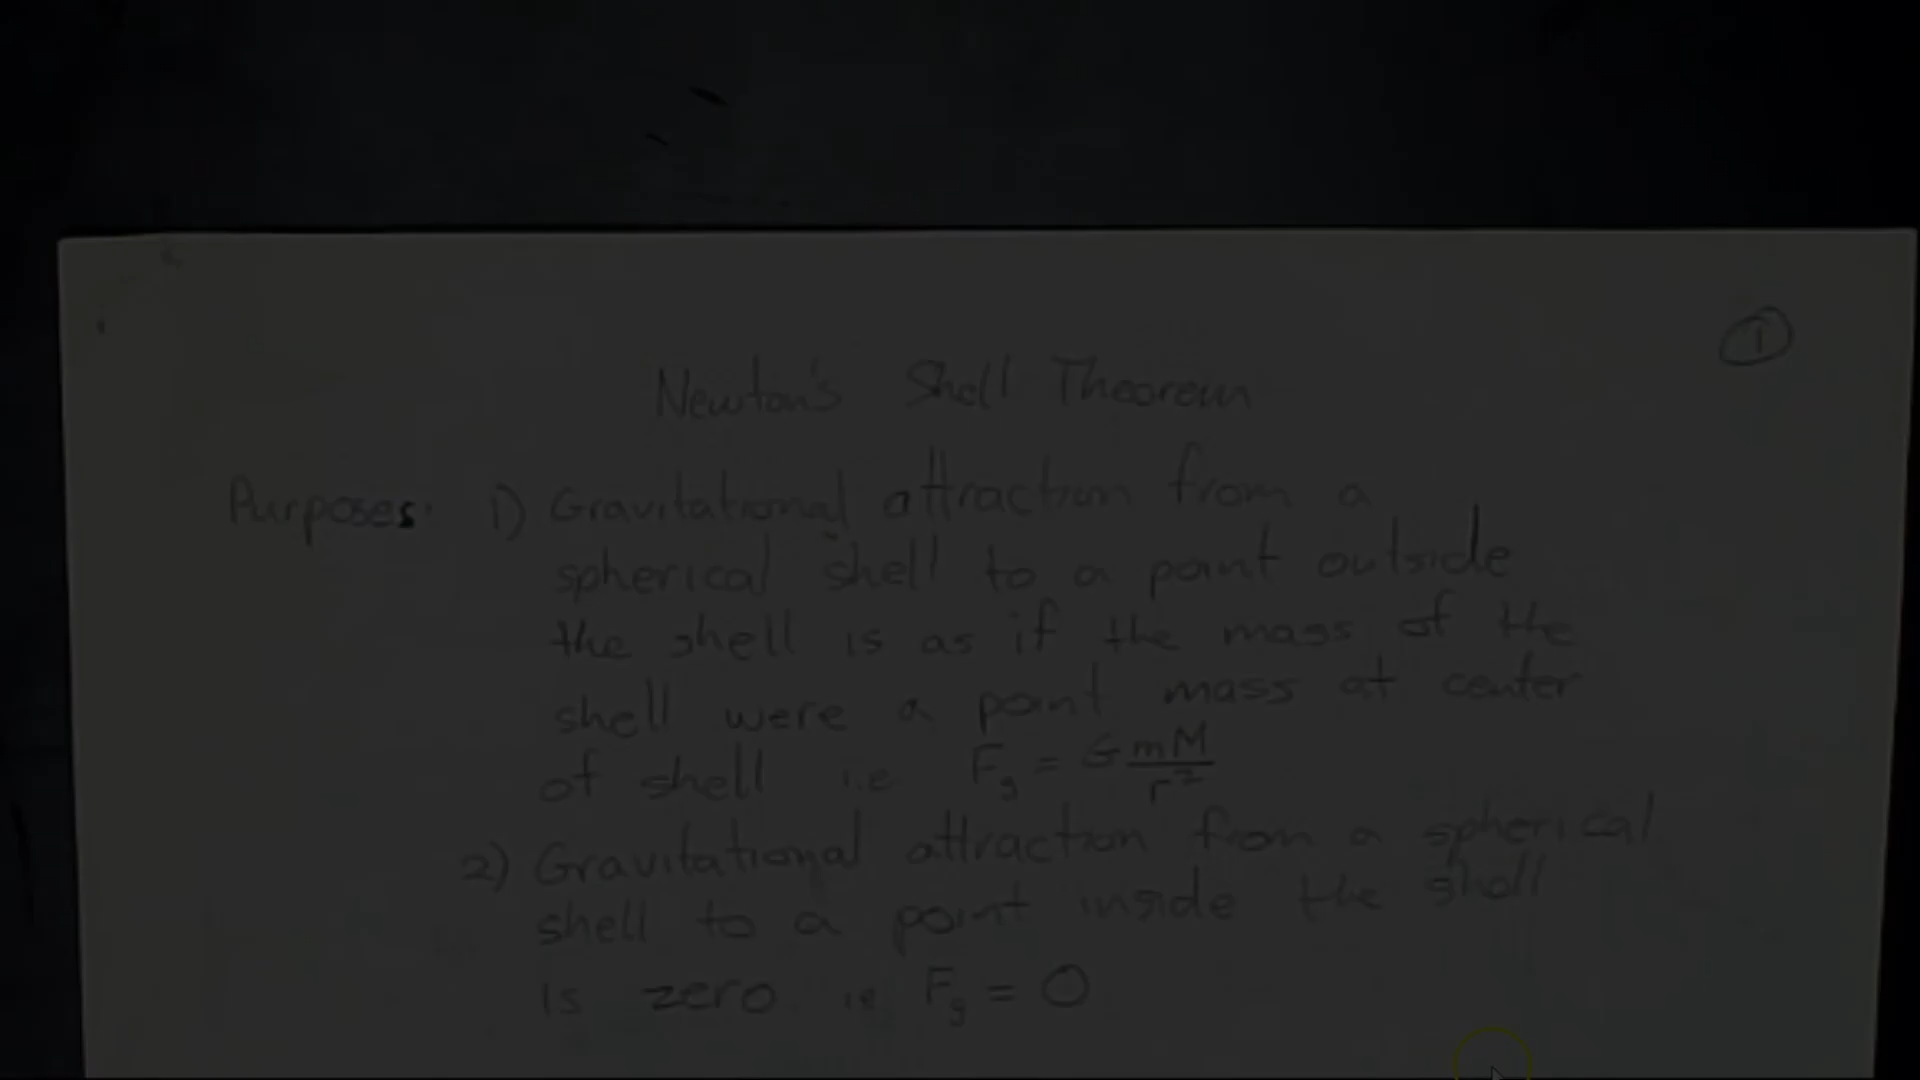 ①
Newton's Shell Theorem
Purposes: 1) Gravitational attraction from a
spherical shell to a point outside
the shell is as if the mass of the
shell were a point mass at center
of shell i.e Fg = G mM/r²
2) Gravitational attraction from a spherical
shell to a point inside the shell
is zero ie Fg = 0